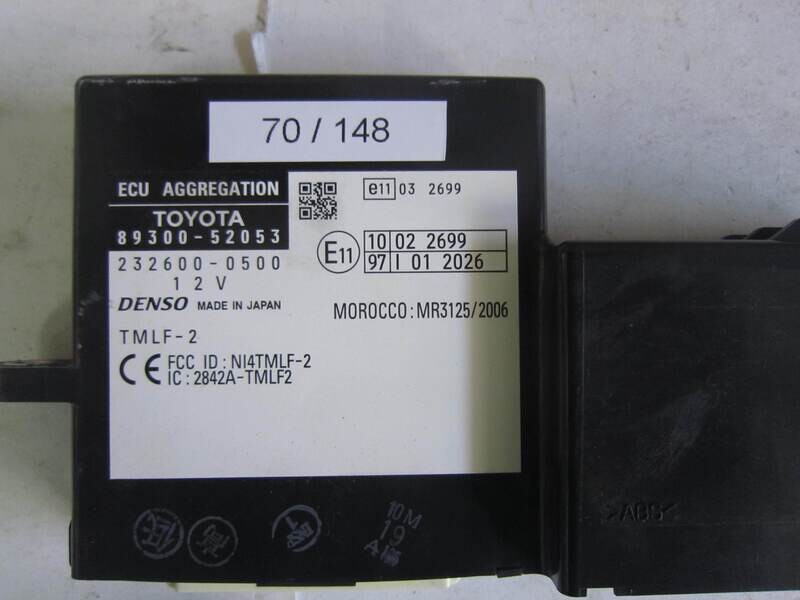 70 / 148
ECU AGGREGATION
TOYOTA
89300-52053
232600-0500
12V
DENSO MADE IN JAPAN
TMLF-2
CE FCC ID : NI4TMLF-2
IC : 2842A-TMLF2
e11 03 2699
E11 10 02 2699
97 I 01 2026
MOROCCO : MR3125/2006
10M
19
>ABS<